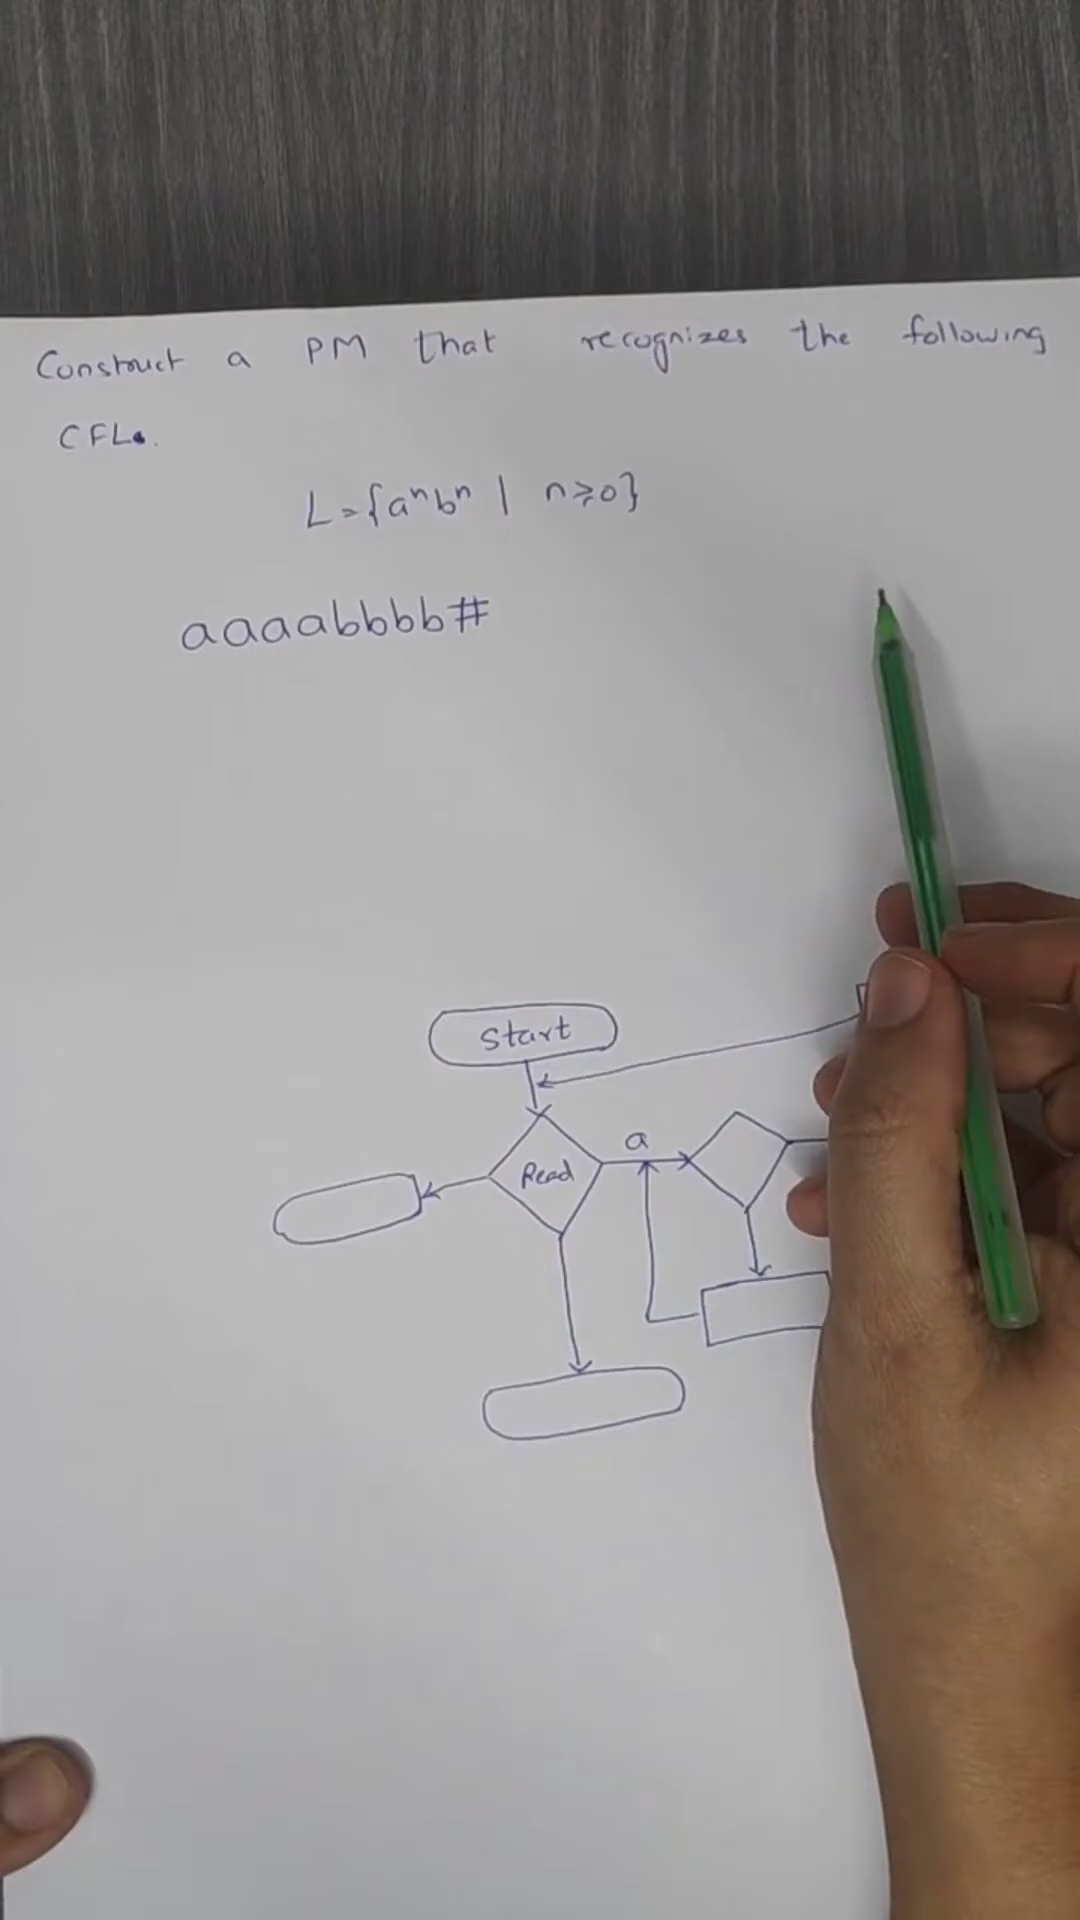 Construct a PM that recognizes the following
CFL.
L={aⁿbⁿ | n≥0}
aaaabbbb#
Start
a
Read